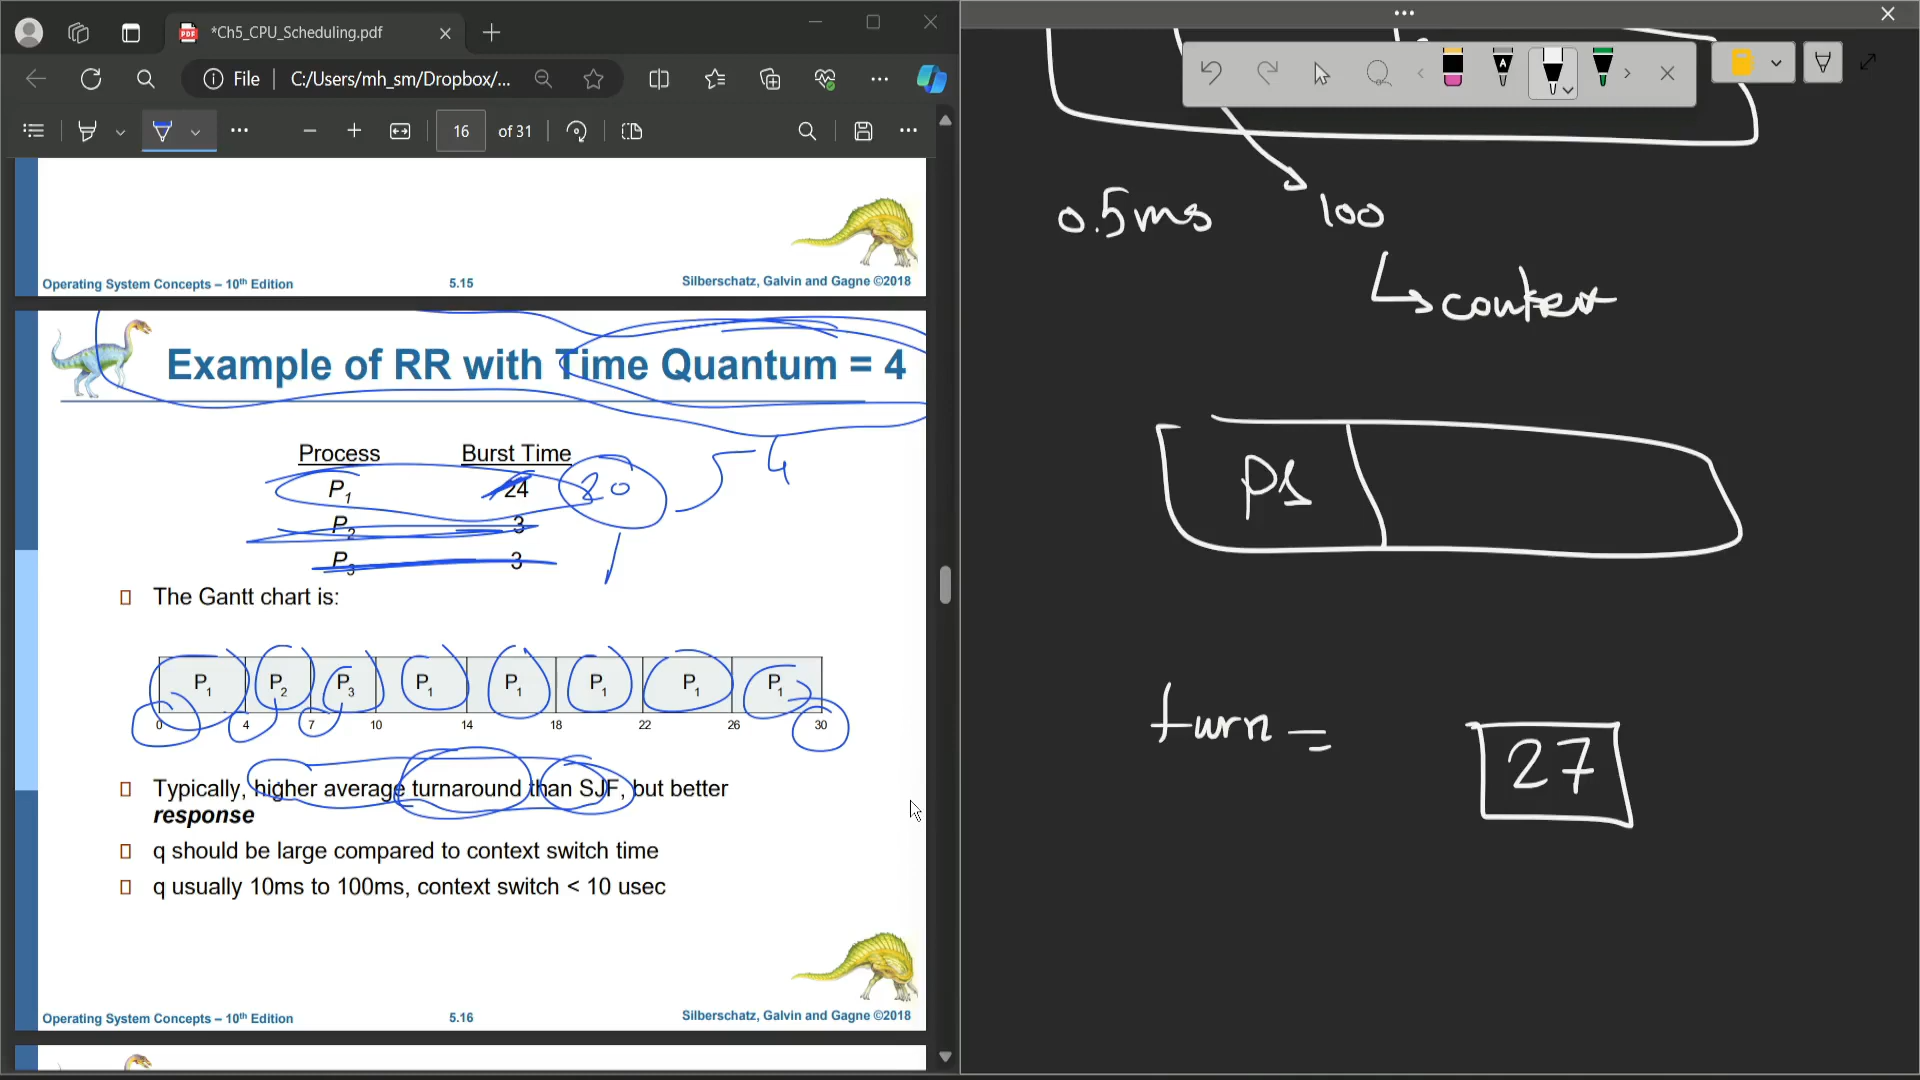 *Ch5_CPU_Scheduling.pdf
File
C:/Users/mh_sm/Dropbox/...
16 of 31
Operating System Concepts – 10th Edition 5.15 Silberschatz, Galvin and Gagne ©2018
Example of RR with Time Quantum = 4
Process Burst Time
P1 24 20 4
P2 3
P3 3
The Gantt chart is:
P1 P2 P3 P1 P1 P1 P1 P1
0 4 7 10 14 18 22 26 30
Typically, higher average turnaround than SJF, but better
response
q should be large compared to context switch time
q usually 10ms to 100ms, context switch < 10 usec
Operating System Concepts – 10th Edition 5.16 Silberschatz, Galvin and Gagne ©2018
0.5ms 100
context
P1
turn = 27